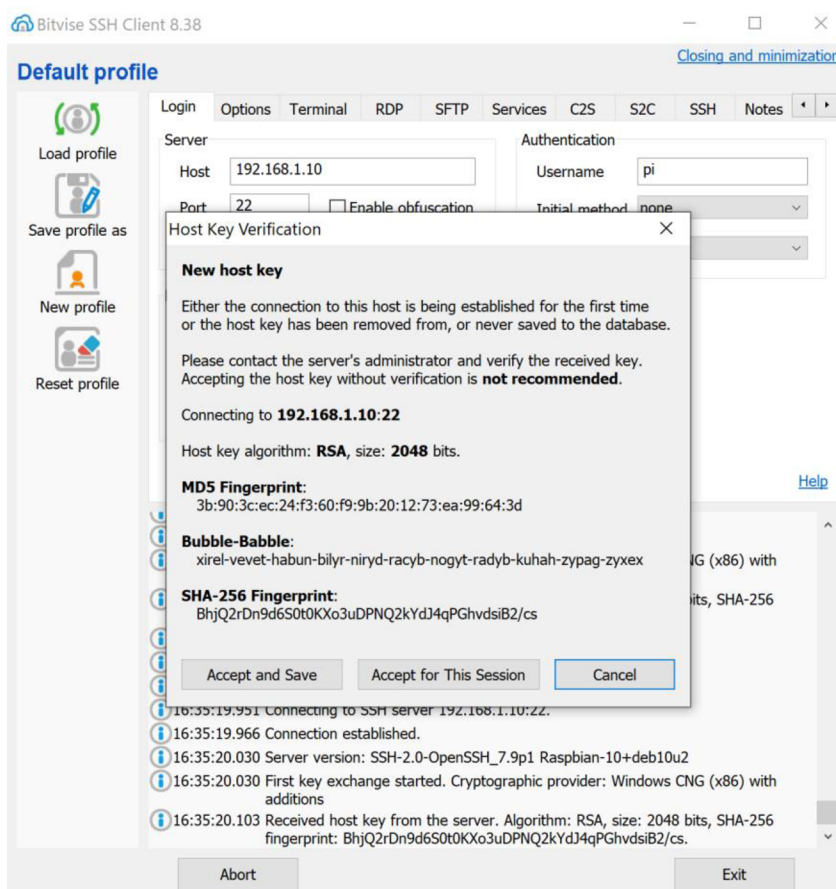 Bitvise SSH Client 8.38
Closing and minimization
Default profile
Load profile
Save profile as
New profile
Reset profile
Login Options Terminal RDP SFTP Services C2S S2C SSH Notes
Server
Authentication
Host 192.168.1.10
Username pi
Port 22 Enable obfuscation
Initial method none
Host Key Verification
New host key
Either the connection to this host is being established for the first time
or the host key has been removed from, or never saved to the database.
Please contact the server's administrator and verify the received key.
Accepting the host key without verification is not recommended.
Connecting to 192.168.1.10:22
Host key algorithm: RSA, size: 2048 bits.
MD5 Fingerprint:
3b:90:3c:ec:24:f3:60:f9:9b:20:12:73:ea:99:64:3d
Bubble-Babble:
xirel-vevet-habun-bilyr-niryd-racyb-nogyt-radyb-kuhah-zypag-zyxex
SHA-256 Fingerprint:
BhjQ2rDn9d6S0t0KXo3uDPNQ2kYdJ4qPGhvdsiB2/cs
Accept and Save
Accept for This Session
Cancel
Help
(x86) with
SHA-256
16:35:19.951 Connecting to SSH server 192.168.1.10:22.
16:35:19.966 Connection established.
16:35:20.030 Server version: SSH-2.0-OpenSSH_7.9p1 Raspbian-10+deb10u2
16:35:20.030 First key exchange started. Cryptographic provider: Windows CNG (x86) with
additions
16:35:20.103 Received host key from the server. Algorithm: RSA, size: 2048 bits, SHA-256
fingerprint: BhjQ2rDn9d6S0t0KXo3uDPNQ2kYdJ4qPGhvdsiB2/cs.
Abort
Exit